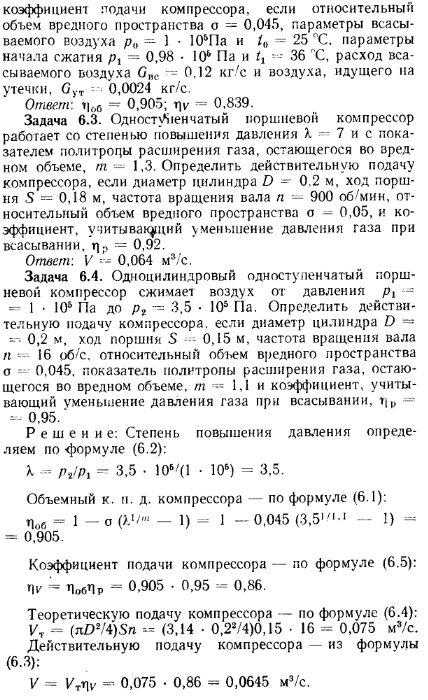 коэффициент подачи компрессора, если относительный
объем вредного пространства σ = 0,045, параметры всасы-
ваемого воздуха p₀ = 1 · 10⁵Па и t₀ = 25 °С, параметры
начала сжатия p₁ = 0,98 · 10⁵ Па и t₁ = 36 °С, расход вса-
сываемого воздуха Gвс = 0,12 кг/с и воздуха, идущего на
утечки, Gут = 0,0024 кг/с.
Ответ: ηоб = 0,905; ηV = 0,839.
Задача 6.3. Одноступенчатый поршневой компрессор
работает со степенью повышения давления λ = 7 и с пока-
зателем политропы расширения газа, остающегося во вред-
ном объеме, m = 1,3. Определить действительную подачу
компрессора, если диаметр цилиндра D = 0,2 м, ход порш-
ня S = 0,18 м, частота вращения вала n = 900 об/мин, от-
носительный объем вредного пространства σ = 0,05, и ко-
эффициент, учитывающий уменьшение давления газа при
всасывании, ηр = 0,92.
Ответ: V = 0,064 м³/с.
Задача 6.4. Одноцилиндровый одноступенчатый порш-
невой компрессор сжимает воздух от давления p₁ =
= 1 · 10⁵ Па до p₂ = 3,5 · 10⁵ Па. Определить действи-
тельную подачу компрессора, если диаметр цилиндра D =
= 0,2 м, ход поршня S = 0,15 м, частота вращения вала
n = 16 об/с, относительный объем вредного пространства
σ = 0,045, показатель политропы расширения газа, остаю-
щегося во вредном объеме, m = 1,1 и коэффициент, учиты-
вающий уменьшение давления газа при всасывании, ηр =
= 0,95.
Решение: Степень повышения давления опреде-
ляем по формуле (6.2):
λ = p₂/p₁ = 3,5 · 10⁵/(1 · 10⁵) = 3,5.
Объемный к. п. д. компрессора — по формуле (6.1):
ηоб = 1 — σ (λ¹/ᵐ — 1) = 1 — 0,045 (3,5¹/¹·¹ — 1) =
= 0,905.
Коэффициент подачи компрессора — по формуле (6.5):
ηV = ηобηр = 0,905 · 0,95 = 0,86.
Теоретическую подачу компрессора — по формуле (6.4):
Vт = (πD²/4)Sn = (3,14 · 0,2²/4)0,15 · 16 = 0,075 м³/с.
Действительную подачу компрессора — из формулы
(6.3):
V = VтηV = 0,075 · 0,86 = 0,0645 м³/с.